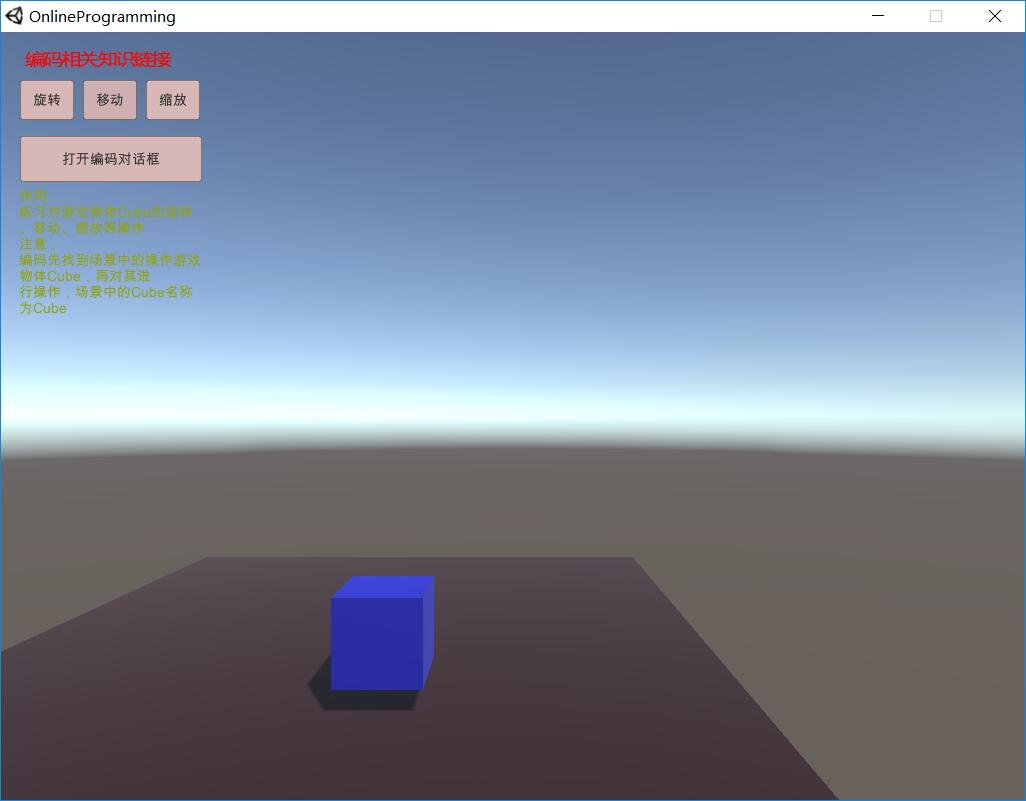 OnlineProgramming
编码相关知识链接
旋转 移动 缩放
打开编码对话框
作用：
练习对游戏物体Cube的旋转
、移动、缩放等操作
注意：
编码先找到场景中的操作游戏
物体Cube，再对其进
行操作，场景中的Cube名称
为Cube